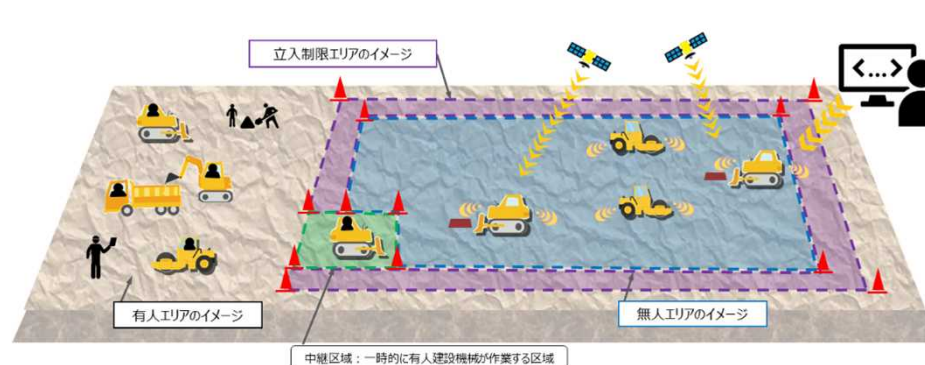 立入制限エリアのイメージ
<...>
有人エリアのイメージ
無人エリアのイメージ
中継区域：一時的に有人建設機械が作業する区域